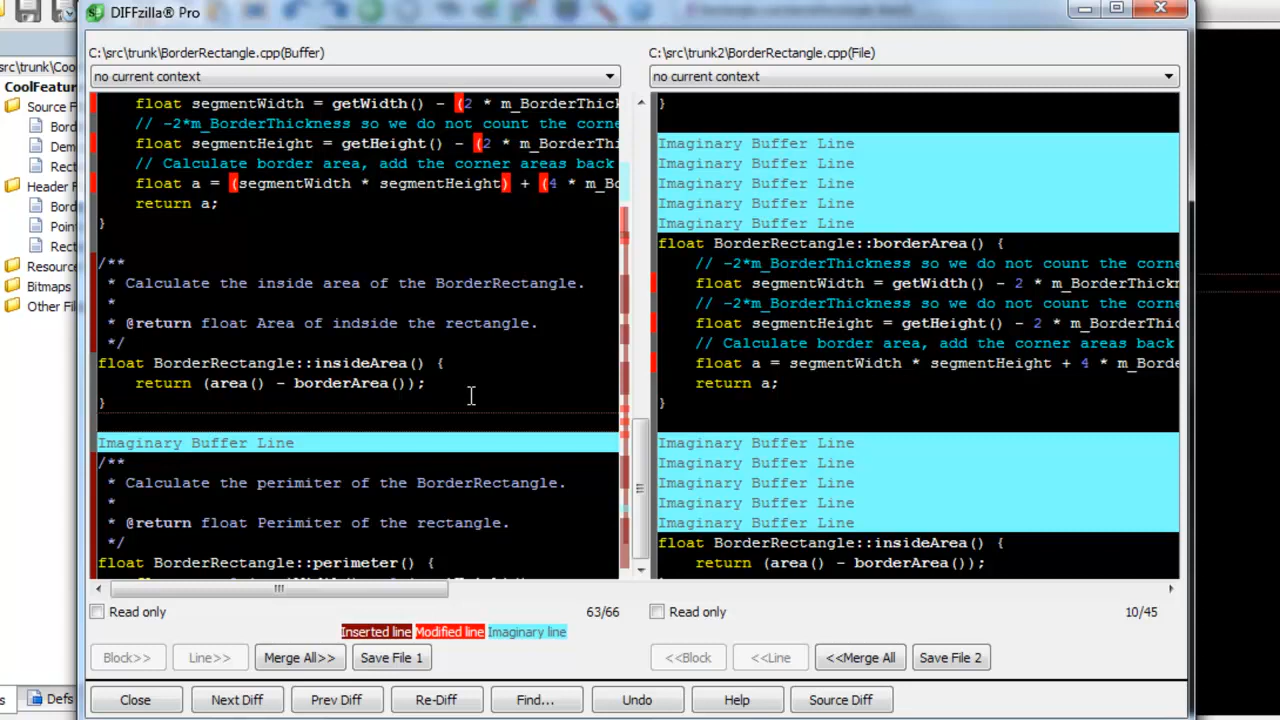 DIFFzilla® Pro
src\trunk\Coo
CoolFeatur
Source F
Bord
Dem
Rect
Header F
Bord
Poin
Rect
Resourc
Bitmaps
Other Fi
s
Defs
C:\src\trunk\BorderRectangle.cpp(Buffer)
no current context
float segmentWidth = getWidth() - (2 * m_BorderThick
// -2*m_BorderThickness so we do not count the corne
float segmentHeight = getHeight() - (2 * m_BorderThi
// Calculate border area, add the corner areas back
float a = (segmentWidth * segmentHeight) + (4 * m_Bo
return a;
}
/**
* Calculate the inside area of the BorderRectangle.
*
* @return float Area of indside the rectangle.
*/
float BorderRectangle::insideArea() {
return (area() - borderArea());
}
Imaginary Buffer Line
/**
* Calculate the perimiter of the BorderRectangle.
*
* @return float Perimiter of the rectangle.
*/
float BorderRectangle::perimeter() {
Read only
63/66
C:\src\trunk2\BorderRectangle.cpp(File)
no current context
}
Imaginary Buffer Line
Imaginary Buffer Line
Imaginary Buffer Line
Imaginary Buffer Line
Imaginary Buffer Line
float BorderRectangle::borderArea() {
// -2*m_BorderThickness so we do not count the corne
float segmentWidth = getWidth() - 2 * m_BorderThickn
// -2*m_BorderThickness so we do not count the corne
float segmentHeight = getHeight() - 2 * m_BorderThic
// Calculate border area, add the corner areas back
float a = segmentWidth * segmentHeight + 4 * m_Borde
return a;
}
Imaginary Buffer Line
Imaginary Buffer Line
Imaginary Buffer Line
Imaginary Buffer Line
Imaginary Buffer Line
float BorderRectangle::insideArea() {
return (area() - borderArea());
Read only
10/45
Inserted line Modified line Imaginary line
Block>> Line>> Merge All>> Save File 1 <<Block <<Line <<Merge All Save File 2
Close Next Diff Prev Diff Re-Diff Find... Undo Help Source Diff